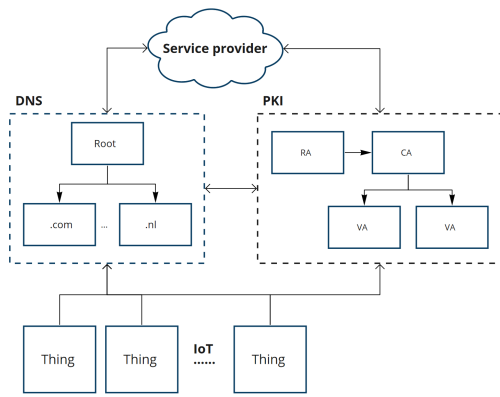 Service provider
DNS
PKI
Root
RA
CA
.com
...
.nl
VA
VA
IoT
......
Thing
Thing
Thing